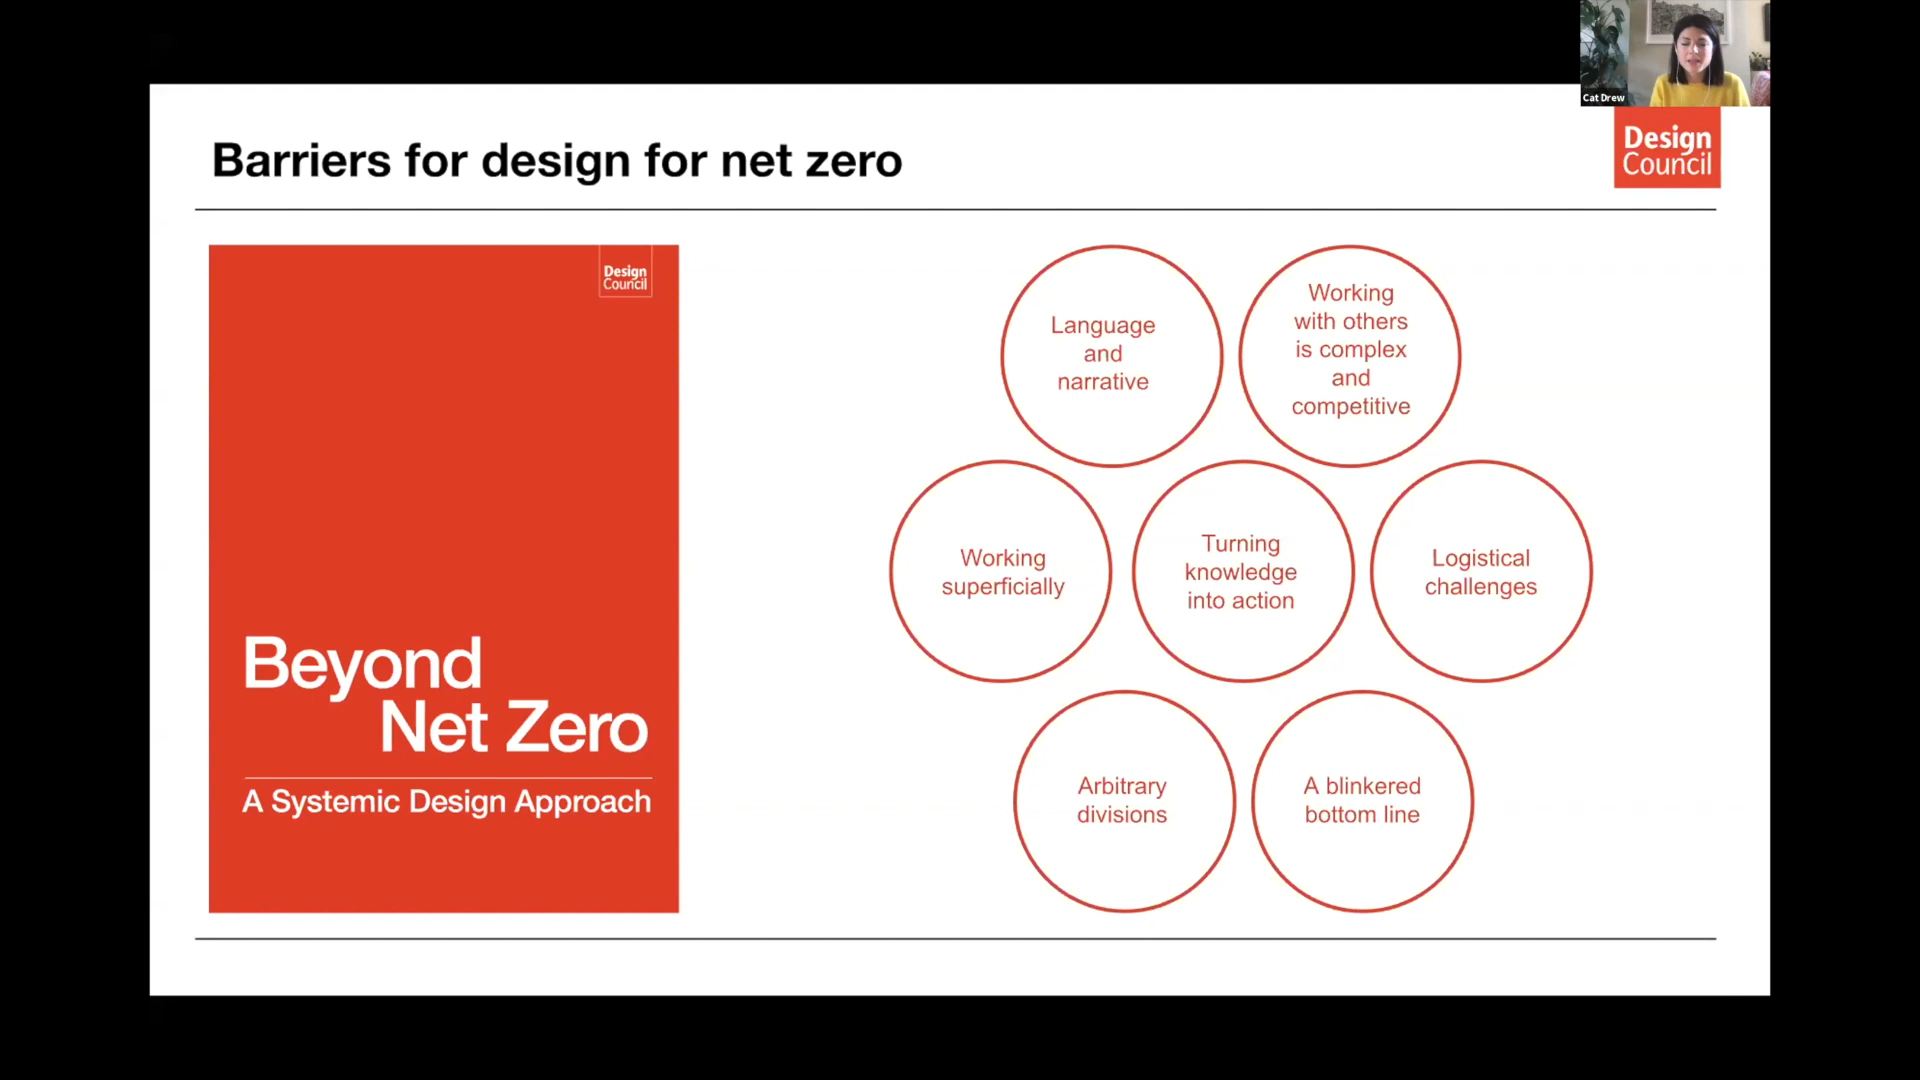 Cat Drew
Barriers for design for net zero
Design
Council
Design
Council
Beyond
Net Zero
A Systemic Design Approach
Language
and
narrative
Working
with others
is complex
and
competitive
Working
superficially
Turning
knowledge
into action
Logistical
challenges
Arbitrary
divisions
A blinkered
bottom line